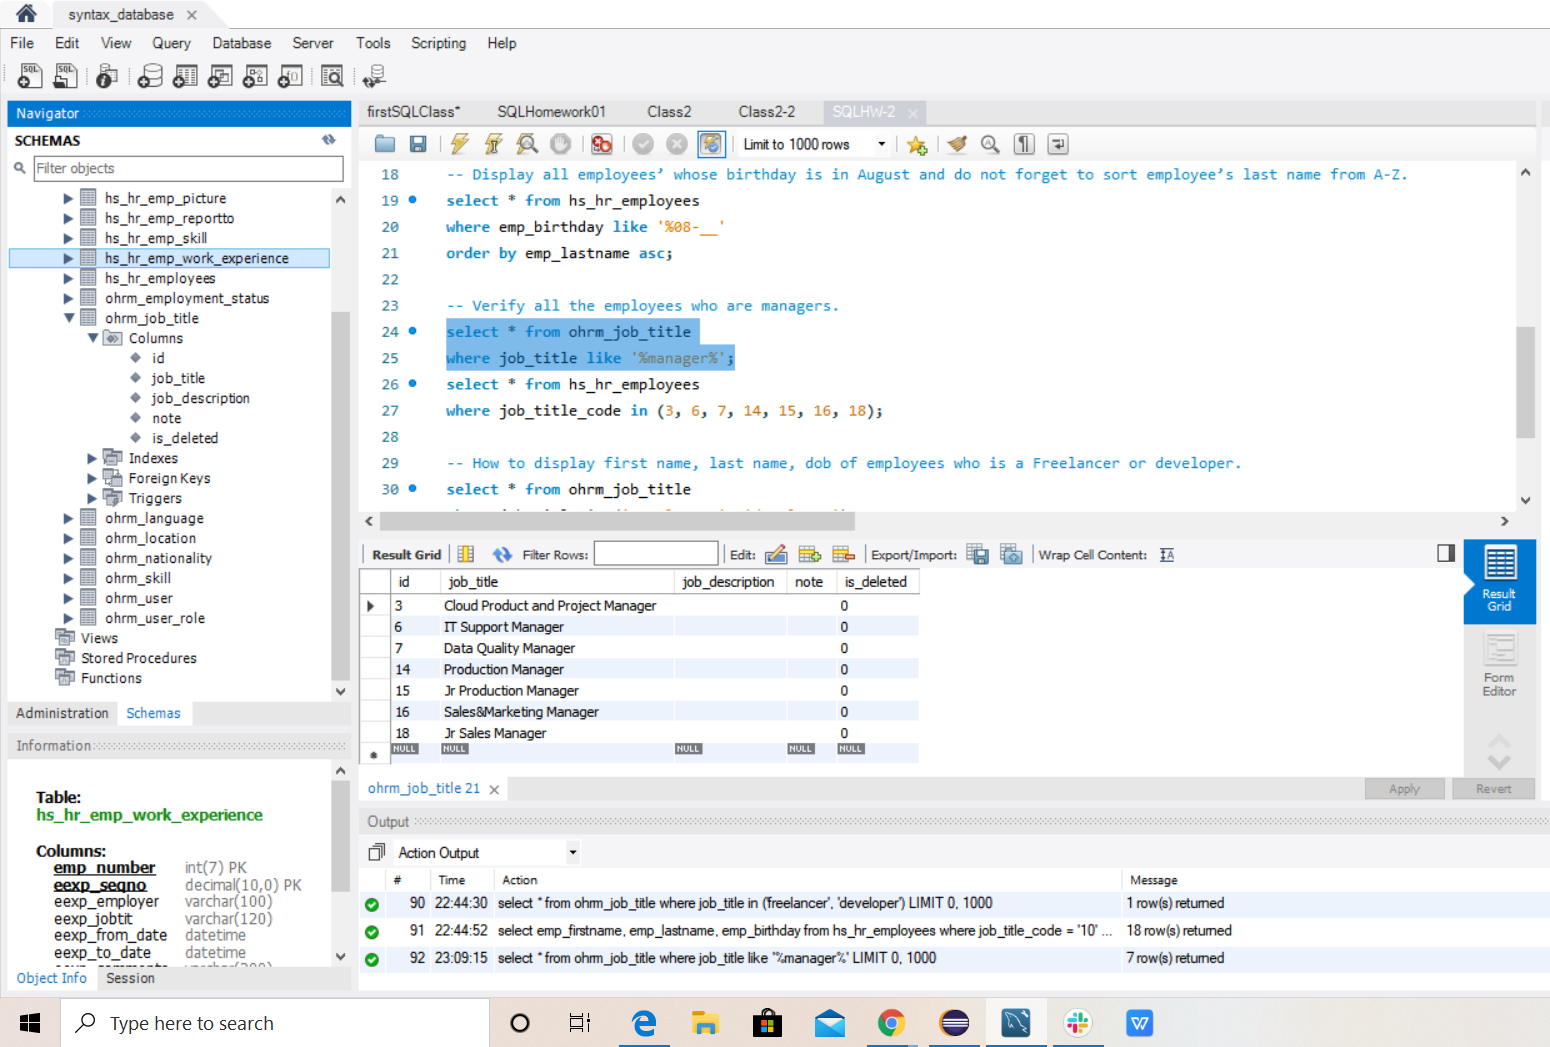 syntax_database
File Edit View Query Database Server Tools Scripting Help
Navigator
SCHEMAS
Filter objects
hs_hr_emp_picture
hs_hr_emp_reportto
hs_hr_emp_skill
hs_hr_emp_work_experience
hs_hr_employees
ohrm_employment_status
ohrm_job_title
Columns
id
job_title
job_description
note
is_deleted
Indexes
Foreign Keys
Triggers
ohrm_language
ohrm_location
ohrm_nationality
ohrm_skill
ohrm_user
ohrm_user_role
Views
Stored Procedures
Functions
Administration Schemas
Information
Table:
hs_hr_emp_work_experience
Columns:
emp_number int(7) PK
eexp_seqno decimal(10,0) PK
eexp_employer varchar(100)
eexp_jobtit varchar(120)
eexp_from_date datetime
eexp_to_date datetime
Object Info Session
firstSQLClass* SQLHomework01 Class2 Class2-2 SQLHW-2
Limit to 1000 rows
18 -- Display all employees’ whose birthday is in August and do not forget to sort employee’s last name from A-Z.
19 select * from hs_hr_employees
20 where emp_birthday like '%08-__'
21 order by emp_lastname asc;
22
23 -- Verify all the employees who are managers.
24 select * from ohrm_job_title
25 where job_title like '%manager%';
26 select * from hs_hr_employees
27 where job_title_code in (3, 6, 7, 14, 15, 16, 18);
28
29 -- How to display first name, last name, dob of employees who is a Freelancer or developer.
30 select * from ohrm_job_title
Result Grid Filter Rows: Edit: Export/Import: Wrap Cell Content:
id job_title job_description note is_deleted
3 Cloud Product and Project Manager 0
6 IT Support Manager 0
7 Data Quality Manager 0
14 Production Manager 0
15 Jr Production Manager 0
16 Sales&Marketing Manager 0
18 Jr Sales Manager 0
NULL NULL NULL NULL NULL
Result
Grid
Form
Editor
ohrm_job_title 21
Apply Revert
Output
Action Output
# Time Action Message
90 22:44:30 select * from ohrm_job_title where job_title in ('freelancer', 'developer') LIMIT 0, 1000 1 row(s) returned
91 22:44:52 select emp_firstname, emp_lastname, emp_birthday from hs_hr_employees where job_title_code = '10' ... 18 row(s) returned
92 23:09:15 select * from ohrm_job_title where job_title like '%manager%' LIMIT 0, 1000 7 row(s) returned
Type here to search